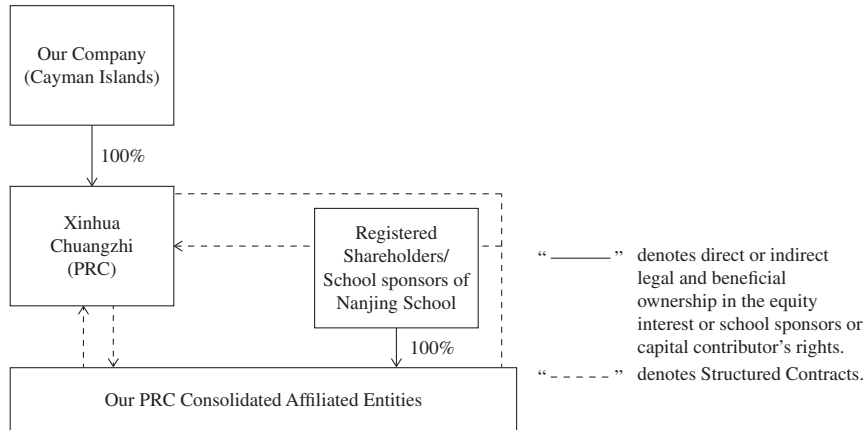 Our Company
(Cayman Islands)
100%
Xinhua
Chuangzhi
(PRC)
Registered
Shareholders/
School sponsors of
Nanjing School
100%
Our PRC Consolidated Affiliated Entities
“ ” denotes direct or indirect
legal and beneficial
ownership in the equity
interest or school sponsors or
capital contributor’s rights.
“ ” denotes Structured Contracts.